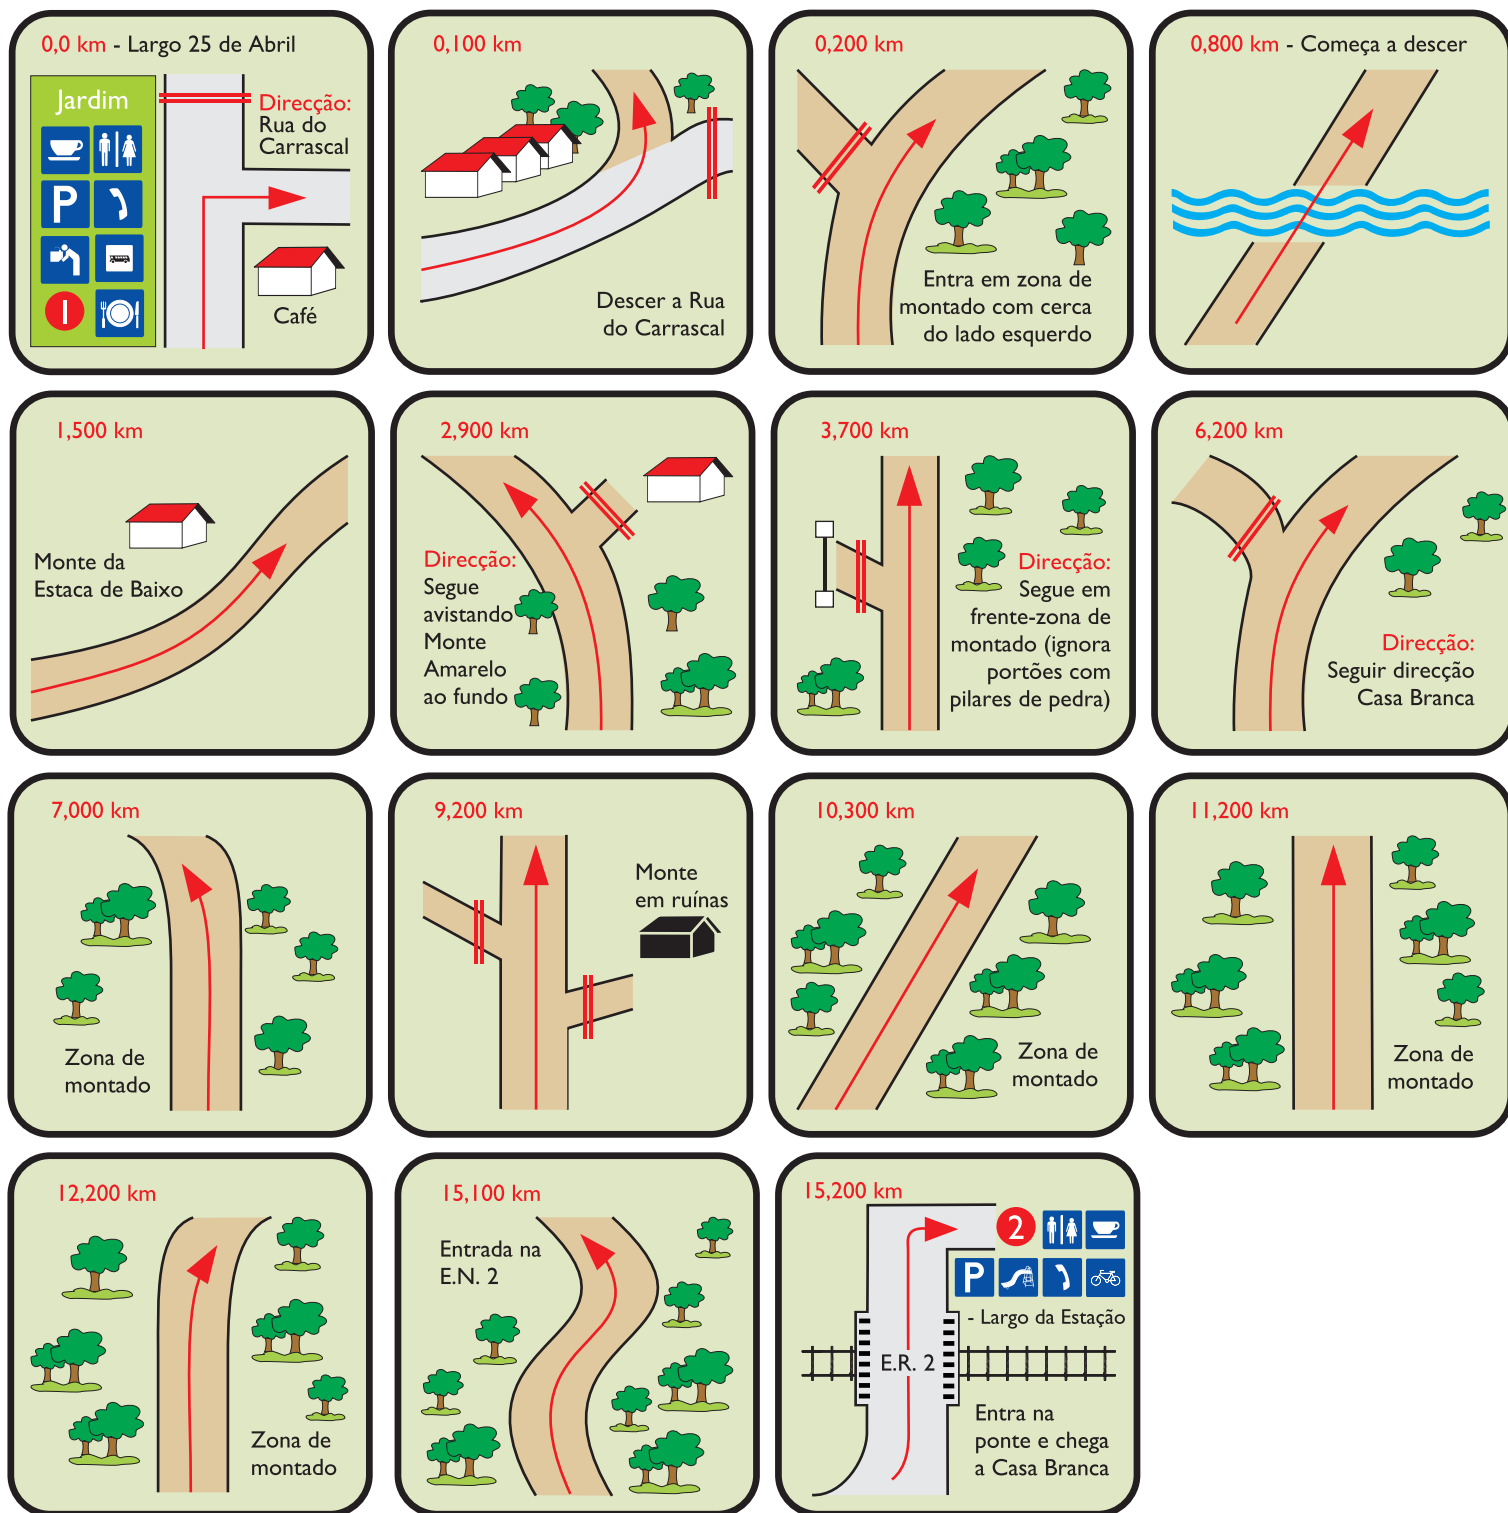 0,0 km - Largo 25 de Abril
Jardim
Direcção:
Rua do
Carrascal
P
1
Café
0,100 km
Descer a Rua
do Carrascal
0,200 km
Entra em zona de
montado com cerca
do lado esquerdo
0,800 km - Começa a descer
1,500 km
Monte da
Estaca de Baixo
2,900 km
Direcção:
Segue
avistando
Monte
Amarelo
ao fundo
3,700 km
Direcção:
Segue em
frente-zona de
montado (ignora
portões com
pilares de pedra)
6,200 km
Direcção:
Seguir direcção
Casa Branca
7,000 km
Zona de
montado
9,200 km
Monte
em ruínas
10,300 km
Zona de
montado
11,200 km
Zona de
montado
12,200 km
Zona de
montado
15,100 km
Entrada na
E.N. 2
15,200 km
2
P
- Largo da Estação
E.R. 2
Entra na
ponte e chega
a Casa Branca